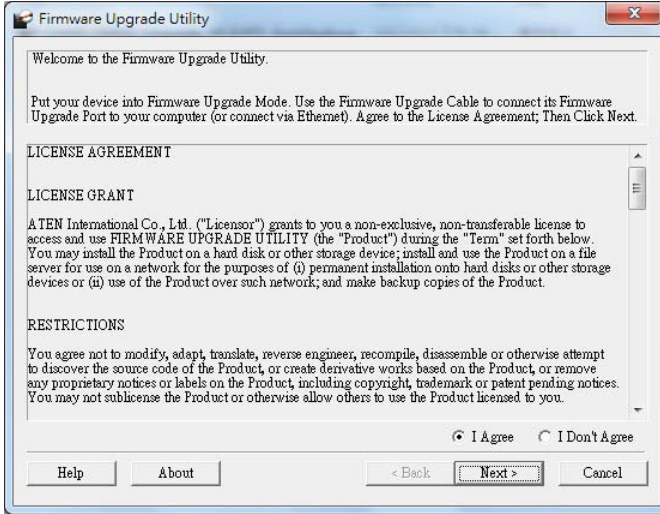 Firmware Upgrade Utility
Welcome to the Firmware Upgrade Utility.
Put your device into Firmware Upgrade Mode. Use the Firmware Upgrade Cable to connect its Firmware
Upgrade Port to your computer (or connect via Ethernet). Agree to the License Agreement; Then Click Next.
LICENSE AGREEMENT
LICENSE GRANT
ATEN International Co., Ltd. ("Licensor") grants to you a non-exclusive, non-transferable license to
access and use FIRMWARE UPGRADE UTILITY (the "Product") during the "Term" set forth below.
You may install the Product on a hard disk or other storage device; install and use the Product on a file
server for use on a network for the purposes of (i) permanent installation onto hard disks or other storage
devices or (ii) use of the Product over such network; and make backup copies of the Product.
RESTRICTIONS
You agree not to modify, adapt, translate, reverse engineer, recompile, disassemble or otherwise attempt
to discover the source code of the Product, or create derivative works based on the Product, or remove
any proprietary notices or labels on the Product, including copyright, trademark or patent pending notices.
You may not sublicense the Product or otherwise allow others to use the Product licensed to you.
I Agree I Don't Agree
Help About < Back Next > Cancel